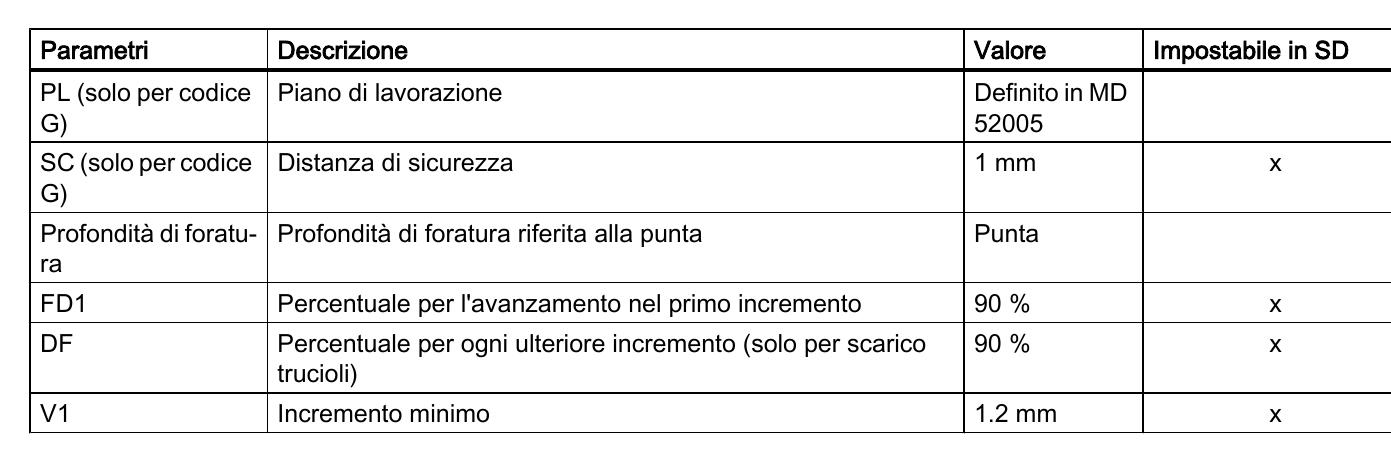 Parametri Descrizione Valore Impostabile in SD
PL (solo per codice Piano di lavorazione Definito in MD
G) 52005
SC (solo per codice Distanza di sicurezza 1 mm x
G)
Profondità di foratu- Profondità di foratura riferita alla punta Punta
ra
FD1 Percentuale per l'avanzamento nel primo incremento 90 % x
DF Percentuale per ogni ulteriore incremento (solo per scarico 90 % x
trucioli)
V1 Incremento minimo 1.2 mm x